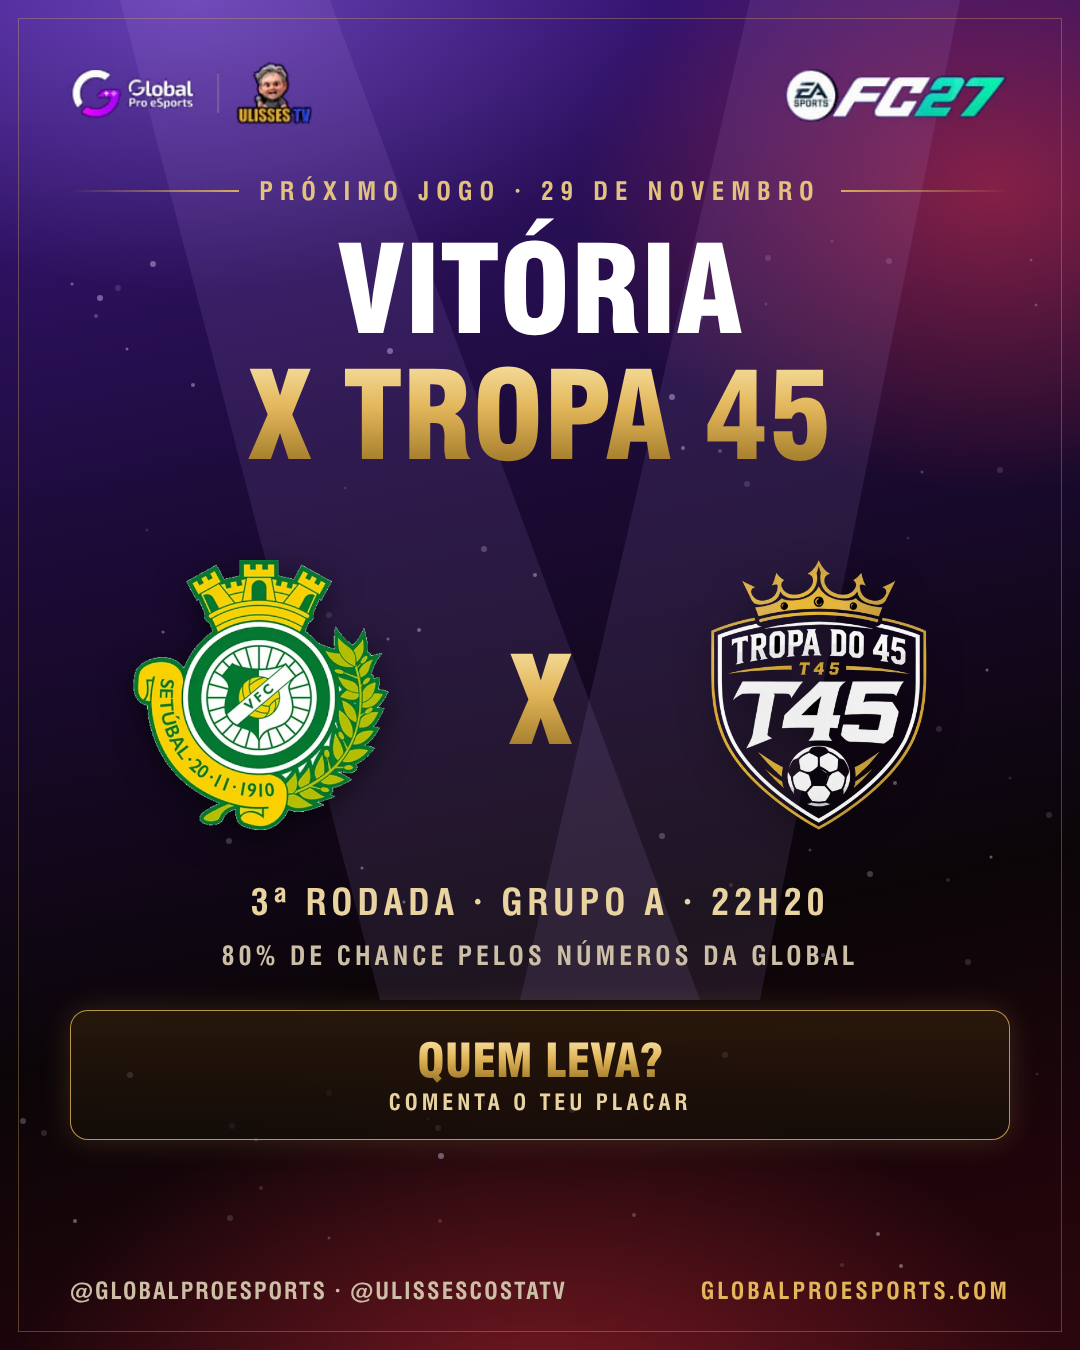 Global
Pro eSports
ULISSES TV
EA
SPORTS
FC27
PRÓXIMO JOGO · 29 DE NOVEMBRO
VITÓRIA
X TROPA 45
SETÚBAL·20·11·1910
VFC
X
TROPA DO 45
T45
T45
3ª RODADA · GRUPO A · 22H20
80% DE CHANCE PELOS NÚMEROS DA GLOBAL
QUEM LEVA?
COMENTA O TEU PLACAR
@GLOBALPROESPORTS · @ULISSESCOSTATV
GLOBALPROESPORTS.COM